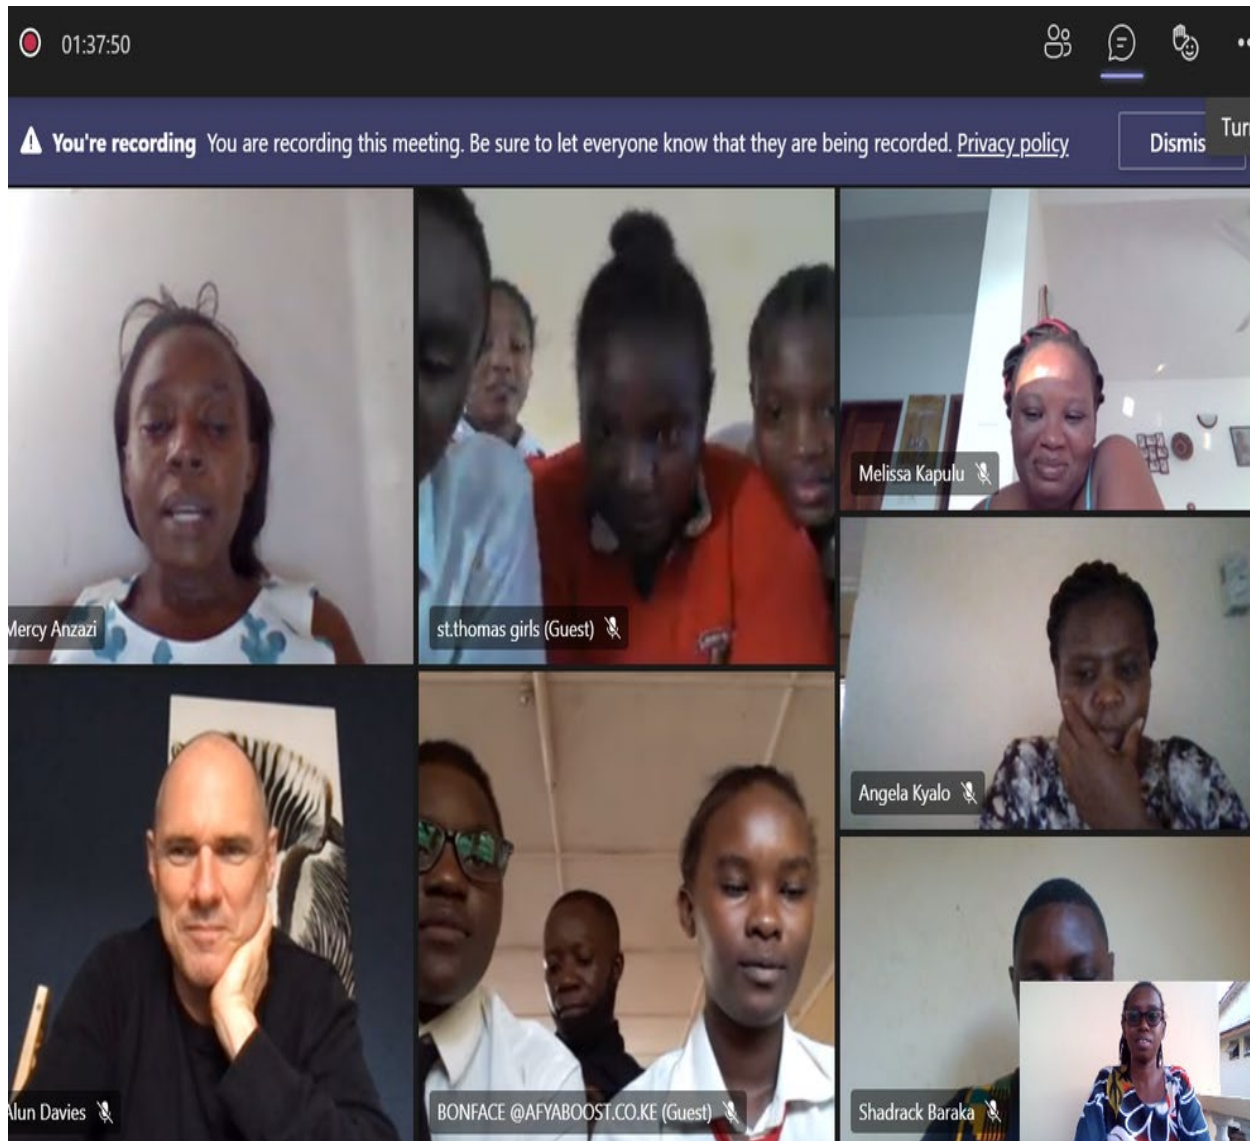 01:37:50
You're recording You are recording this meeting. Be sure to let everyone know that they are being recorded. Privacy policy
Dismis
Turn
Mercy Anzazi
st.thomas girls (Guest)
Melissa Kapulu
Angela Kyalo
Alun Davies
BONFACE @AFYABOOST.CO.KE (Guest)
Shadrack Baraka